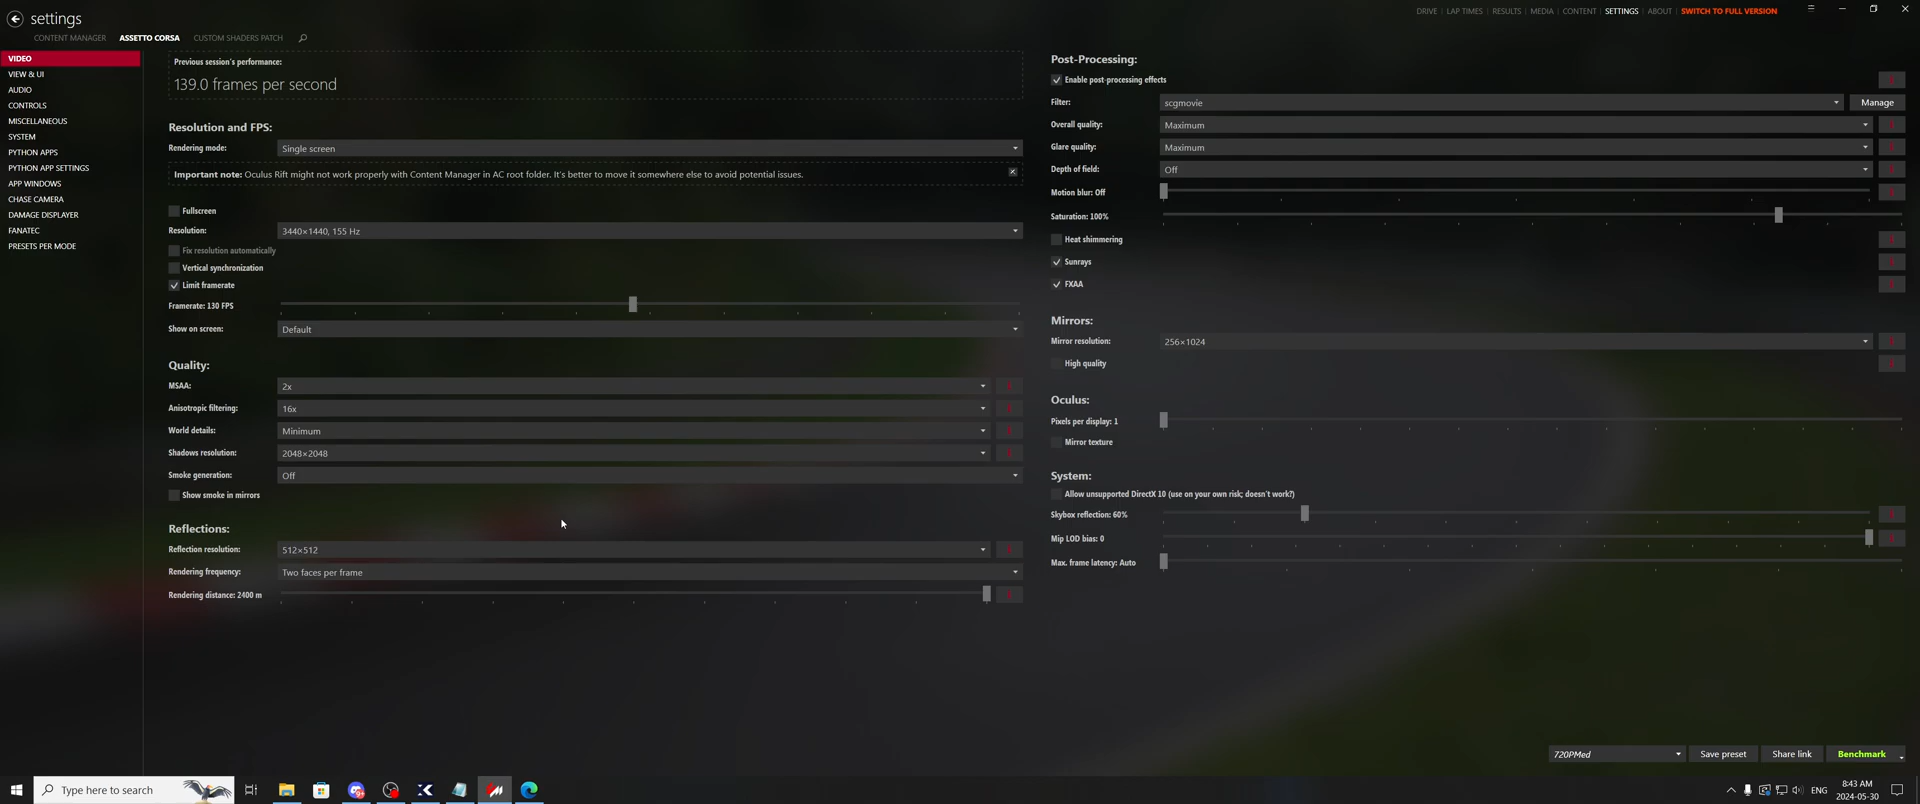 settings
DRIVE | LAP TIMES | RESULTS | MEDIA | CONTENT | SETTINGS | ABOUT | SWITCH TO FULL VERSION
CONTENT MANAGER ASSETTO CORSA CUSTOM SHADERS PATCH
VIDEO
VIEW & UI
AUDIO
CONTROLS
MISCELLANEOUS
SYSTEM
PYTHON APPS
PYTHON APP SETTINGS
APP WINDOWS
CHASE CAMERA
DAMAGE DISPLAYER
FANATEC
PRESETS PER MODE
Previous session's performance:
139.0 frames per second
Resolution and FPS:
Rendering mode: Single screen
Important note: Oculus Rift might not work properly with Content Manager in AC root folder. It's better to move it somewhere else to avoid potential issues.
Fullscreen
Resolution: 3440×1440, 155 Hz
Fix resolution automatically
Vertical synchronization
Limit framerate
Framerate: 130 FPS
Show on screen: Default
Quality:
MSAA: 2x
Anisotropic filtering: 16x
World details: Minimum
Shadows resolution: 2048×2048
Smoke generation: Off
Show smoke in mirrors
Reflections:
Reflection resolution: 512×512
Rendering frequency: Two faces per frame
Rendering distance: 2400 m
Post-Processing:
Enable post-processing effects
Filter: scgmovie Manage
Overall quality: Maximum
Glare quality: Maximum
Depth of field: Off
Motion blur: Off
Saturation: 100%
Heat shimmering
Sunrays
FXAA
Mirrors:
Mirror resolution: 256×1024
High quality
Oculus:
Pixels per display: 1
Mirror texture
System:
Allow unsupported DirectX 10 (use on your own risk; doesn't work?)
Skybox reflection: 60%
Mip LOD bias: 0
Max. frame latency: Auto
720PMed Save preset Share link Benchmark
Type here to search
9+
ENG
8:43 AM
2024-05-30